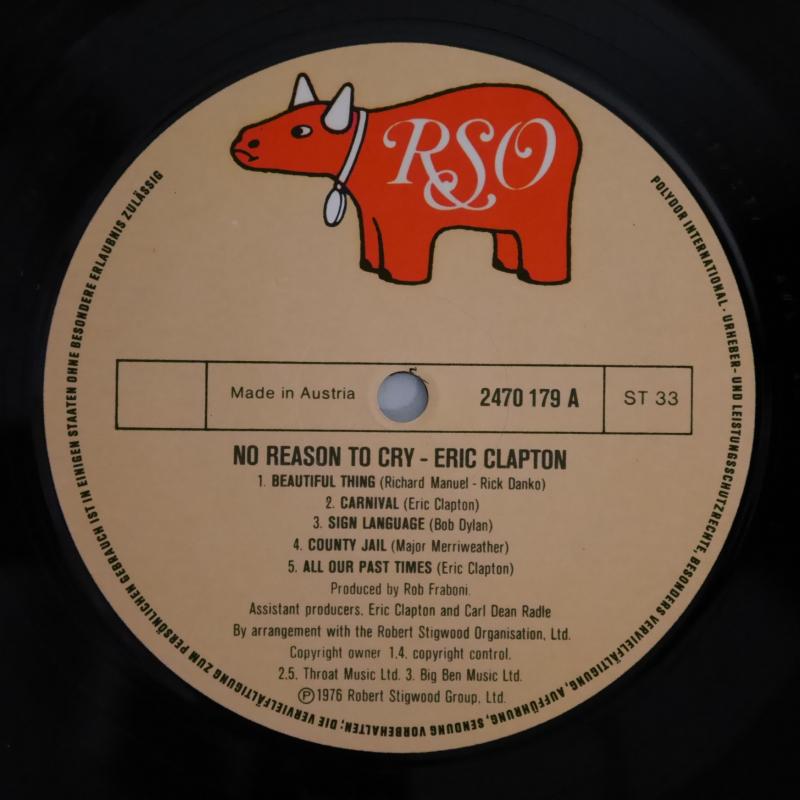 RSO
Made in Austria
2470 179 A
ST 33
NO REASON TO CRY - ERIC CLAPTON
1. BEAUTIFUL THING (Richard Manuel - Rick Danko)
2. CARNIVAL (Eric Clapton)
3. SIGN LANGUAGE (Bob Dylan)
4. COUNTY JAIL (Major Merriweather)
5. ALL OUR PAST TIMES (Eric Clapton)
Produced by Rob Fraboni.
Assistant producers. Eric Clapton and Carl Dean Radle
By arrangement with the Robert Stigwood Organisation, Ltd.
Copyright owner 1.4. copyright control.
2.5. Throat Music Ltd. 3. Big Ben Music Ltd.
Ⓟ1976 Robert Stigwood Group, Ltd.
POLYDOR INTERNATIONAL · URHEBER- UND LEISTUNGSSCHUTZRECHTE, BESONDERS VERVIELFÄLTIGUNG, AUFFÜHRUNG, SENDUNG VORBEHALTEN; DIE VERVIELFÄLTIGUNG ZUM PERSÖNLICHEN GEBRAUCH IST IN EINIGEN STAATEN OHNE BESONDERE ERLAUBNIS ZULÄSSIG